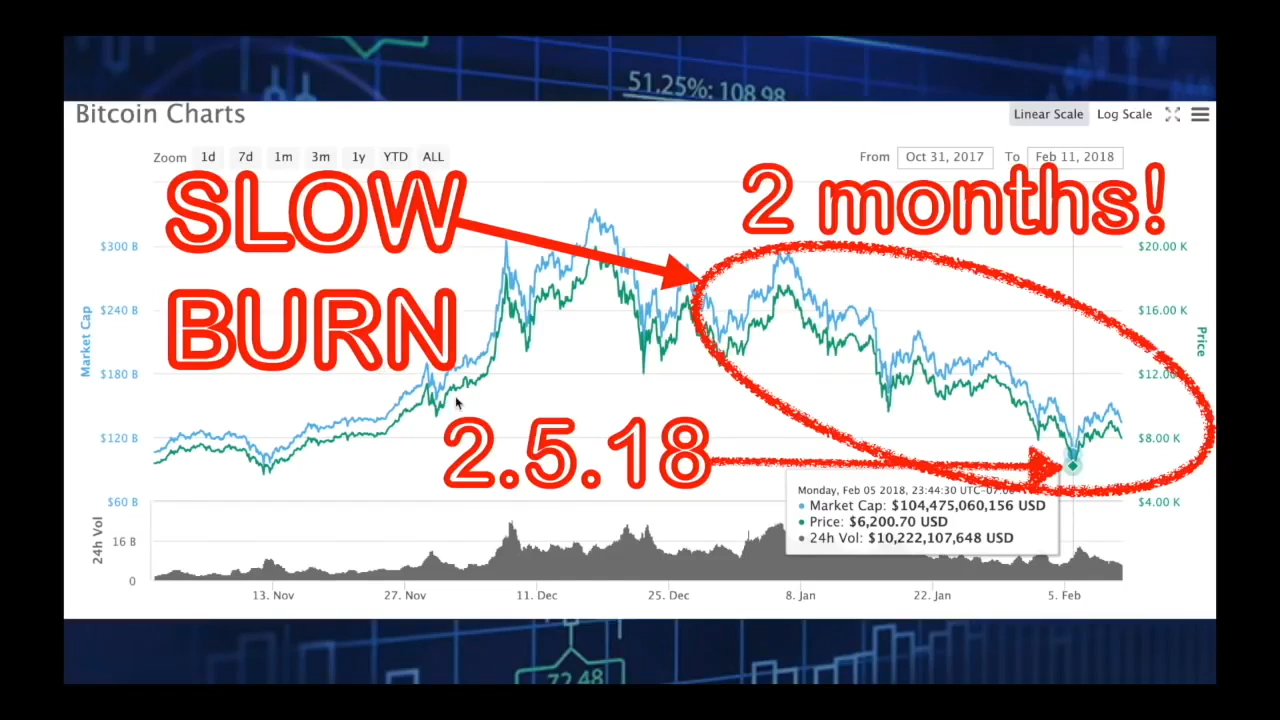 51.25%: 108.98
Bitcoin Charts
Linear Scale Log Scale
Zoom 1d 7d 1m 3m 1y YTD ALL
From Oct 31, 2017 To Feb 11, 2018
SLOW
2 months!
BURN
2.5.18
$300 B
$240 B
$180 B
$120 B
$60 B
Market Cap
$20.00 K
$16.00 K
$12.00
$8.00 K
$4.00 K
Price
Monday, Feb 05 2018, 23:44:30 UTC-07:00
Market Cap: $104,475,060,156 USD
Price: $6,200.70 USD
24h Vol: $10,222,107,648 USD
24h Vol
16 B
0
13. Nov 27. Nov 11. Dec 25. Dec 8. Jan 22. Jan 5. Feb
72.48